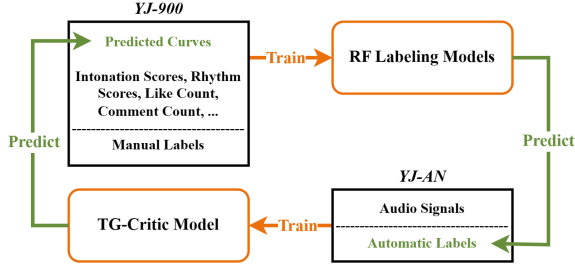 YJ-900
Predicted Curves
Intonation Scores, Rhythm
Scores, Like Count,
Comment Count, ...
Manual Labels
Train
RF Labeling Models
Predict
Predict
YJ-AN
Audio Signals
Automatic Labels
Train
TG-Critic Model